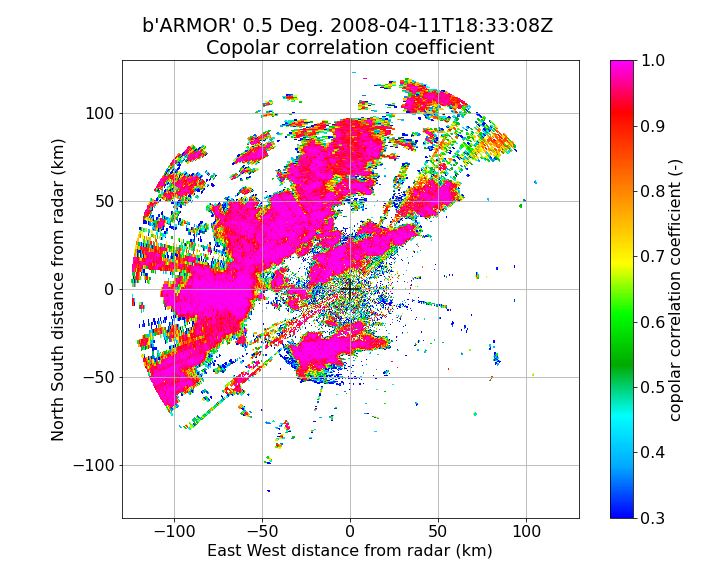 b'ARMOR' 0.5 Deg. 2008-04-11T18:33:08Z
Copolar correlation coefficient
North South distance from radar (km)
100
50
0
−50
−100
−100 −50 0 50 100
East West distance from radar (km)
1.0
0.9
0.8
0.7
0.6
0.5
0.4
0.3
copolar correlation coefficient (-)